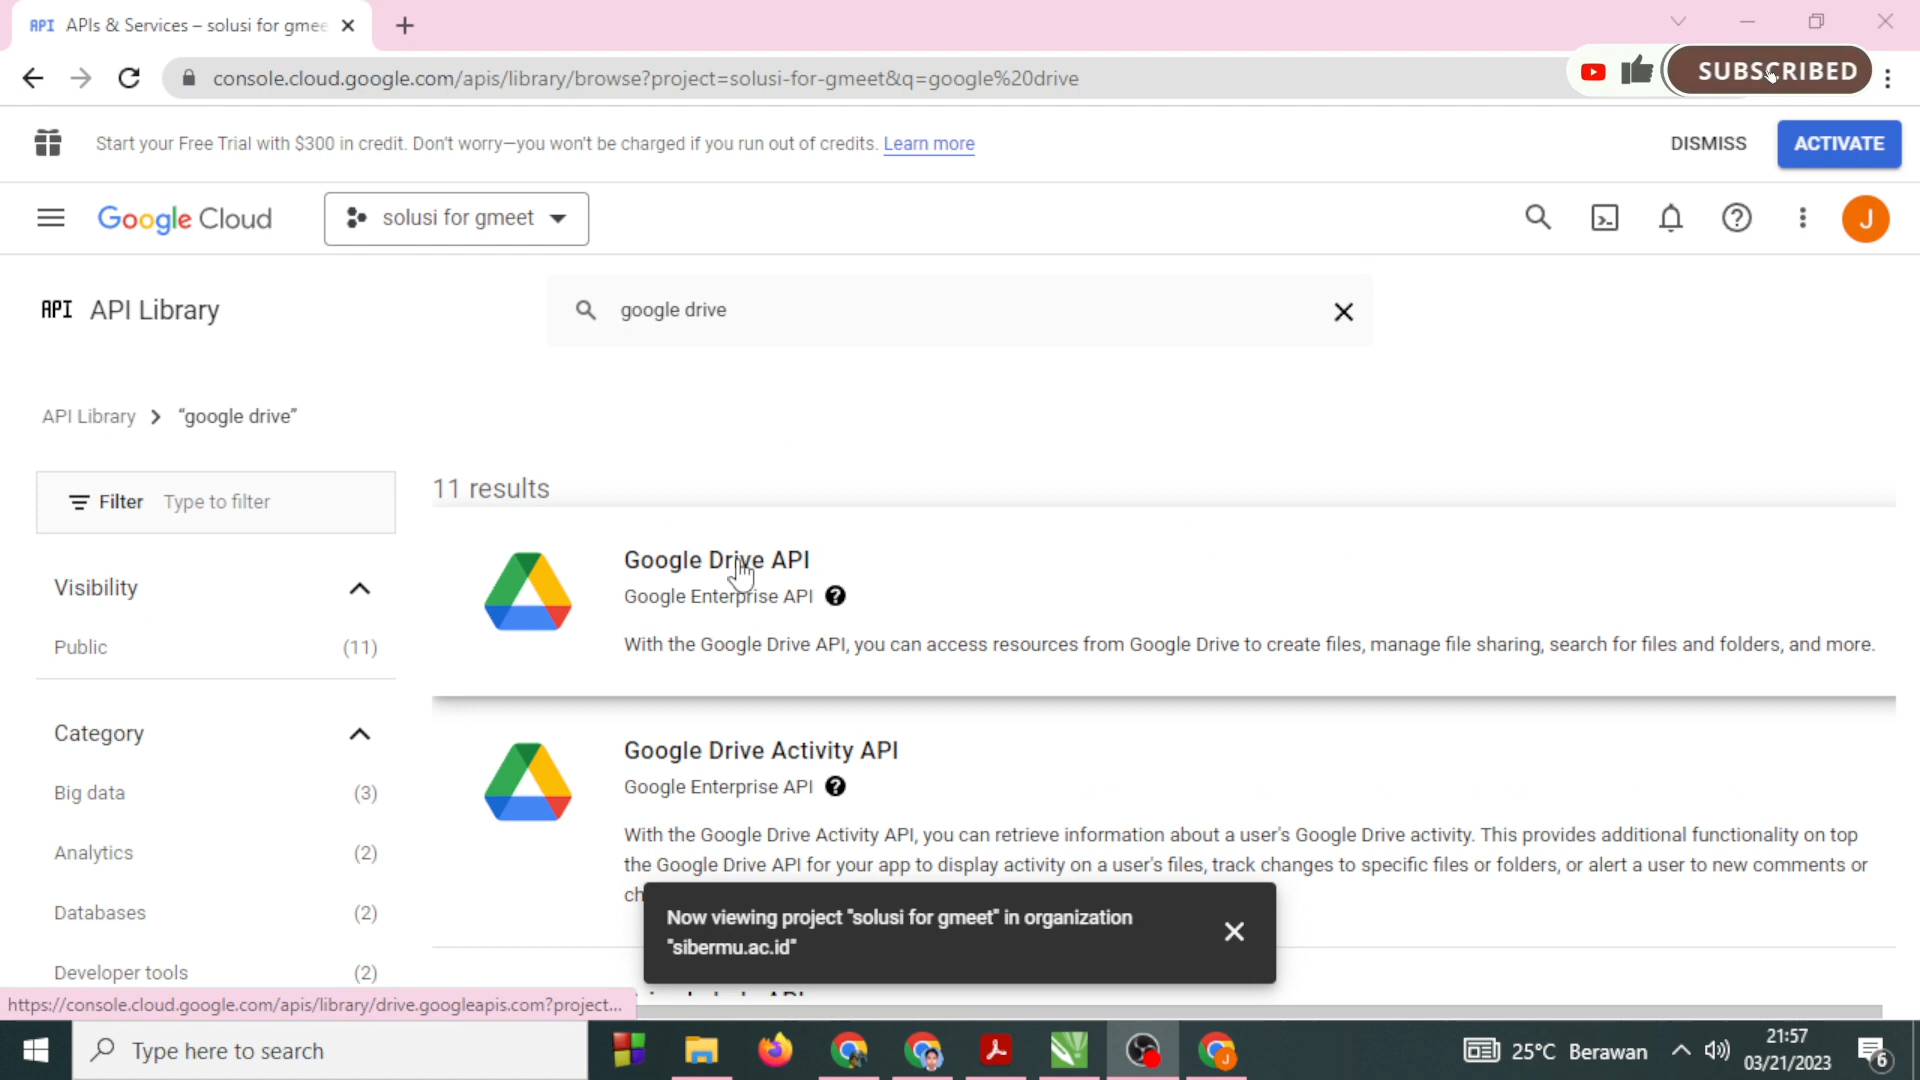 API APIs & Services – solusi for gmee
console.cloud.google.com/apis/library/browse?project=solusi-for-gmeet&q=google%20drive
SUBSCRIBED
Start your Free Trial with $300 in credit. Don't worry—you won't be charged if you run out of credits. Learn more
DISMISS
ACTIVATE
Google Cloud
solusi for gmeet
J
API API Library
google drive
API Library
"google drive"
Filter Type to filter
11 results
Visibility
Public (11)
Category
Big data (3)
Analytics (2)
Databases (2)
Developer tools (2)
Google Drive API
Google Enterprise API
With the Google Drive API, you can access resources from Google Drive to create files, manage file sharing, search for files and folders, and more.
Google Drive Activity API
Google Enterprise API
With the Google Drive Activity API, you can retrieve information about a user's Google Drive activity. This provides additional functionality on top
the Google Drive API for your app to display activity on a user's files, track changes to specific files or folders, or alert a user to new comments or
Now viewing project "solusi for gmeet" in organization
"sibermu.ac.id"
https://console.cloud.google.com/apis/library/drive.googleapis.com?project...
Type here to search
J
25°C Berawan
21:57
03/21/2023
6